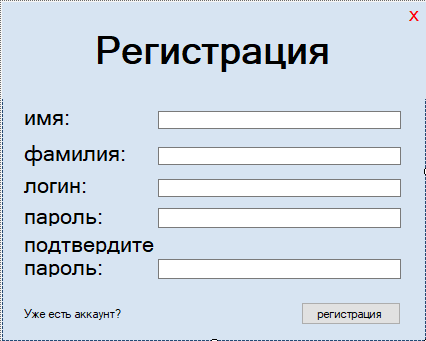 x
Регистрация
имя:
фамилия:
логин:
пароль:
подтвердите
пароль:
Уже есть аккаунт?
регистрация